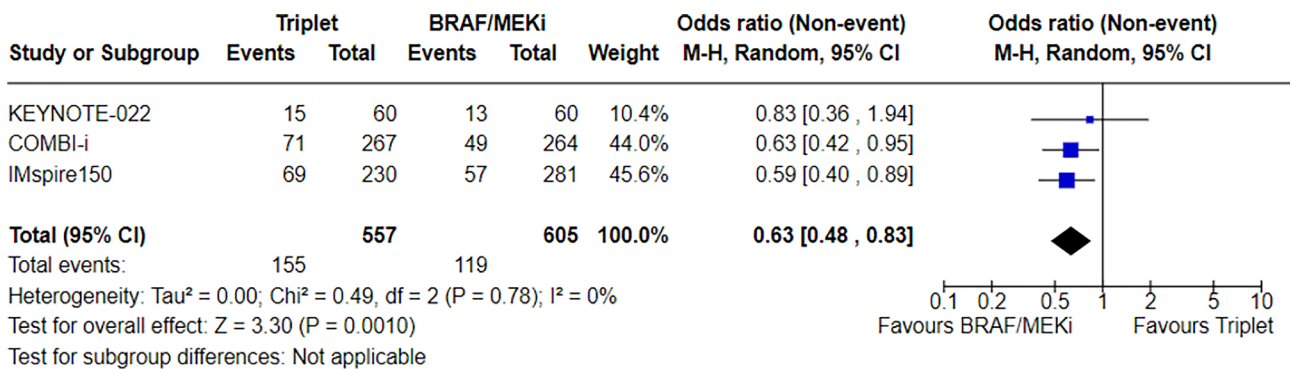 Triplet BRAF/MEKi Odds ratio (Non-event) Odds ratio (Non-event)
Study or Subgroup Events Total Events Total Weight M-H, Random, 95% CI M-H, Random, 95% CI
KEYNOTE-022 15 60 13 60 10.4% 0.83 [0.36 , 1.94]
COMBI-i 71 267 49 264 44.0% 0.63 [0.42 , 0.95]
IMspire150 69 230 57 281 45.6% 0.59 [0.40 , 0.89]
Total (95% CI) 557 605 100.0% 0.63 [0.48 , 0.83]
Total events: 155 119
Heterogeneity: Tau² = 0.00; Chi² = 0.49, df = 2 (P = 0.78); I² = 0%
0.1 0.2 0.5 1 2 5 10
Test for overall effect: Z = 3.30 (P = 0.0010)
Favours BRAF/MEKi Favours Triplet
Test for subgroup differences: Not applicable